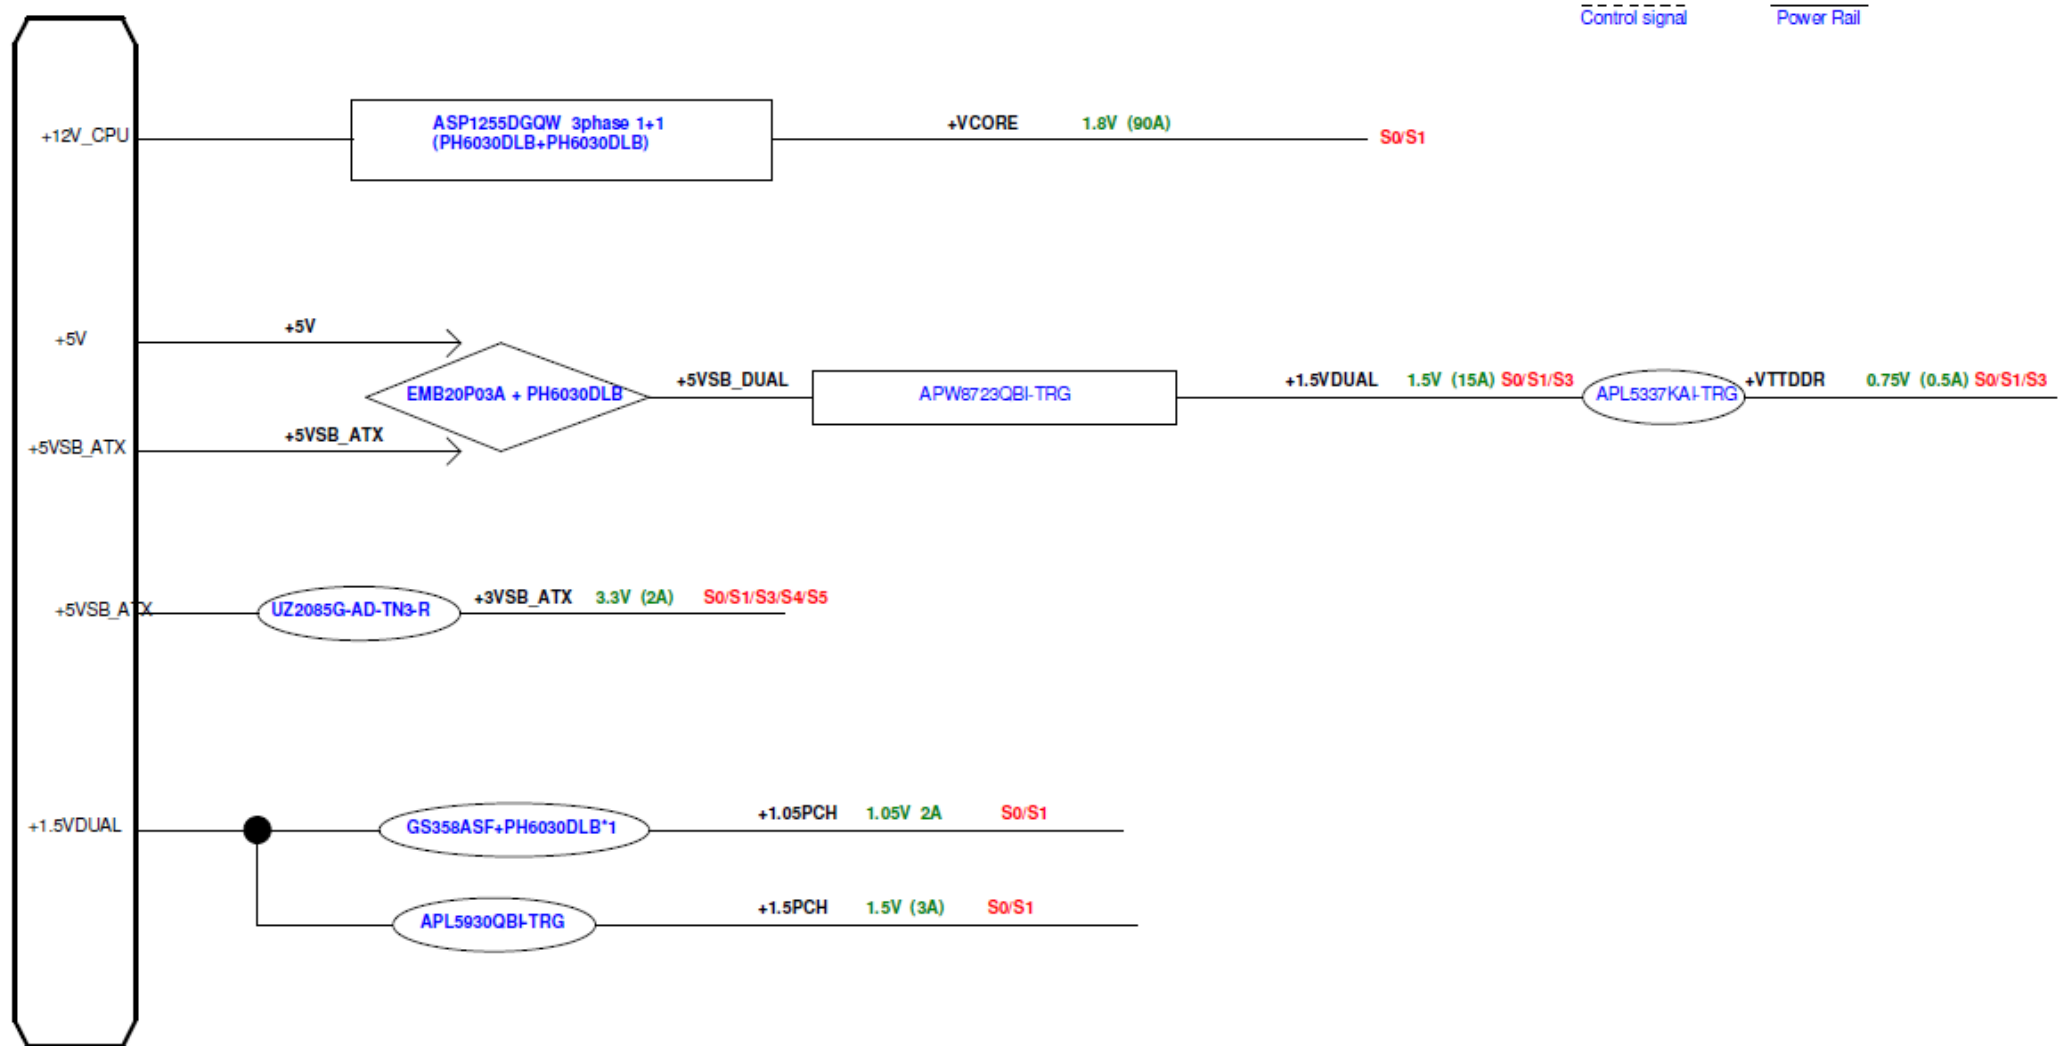 Control signal
Power Rail
+12V_CPU
ASP1255DGQW 3phase 1+1
(PH6030DLB+PH6030DLB)
+VCORE
1.8V (90A)
S0/S1
+5V
+5V
EMB20P03A + PH6030DLB
+5VSB_DUAL
APW8723QBI-TRG
+1.5VDUAL
1.5V (15A)
S0/S1/S3
APL5337KAI-TRG
+VTTDDR
0.75V (0.5A)
S0/S1/S3
+5VSB_ATX
+5VSB_ATX
+5VSB_ATX
UZ2085G-AD-TN3-R
+3VSB_ATX
3.3V (2A)
S0/S1/S3/S4/S5
+1.5VDUAL
GS358ASF+PH6030DLB*1
+1.05PCH
1.05V 2A
S0/S1
APL5930QBI-TRG
+1.5PCH
1.5V (3A)
S0/S1